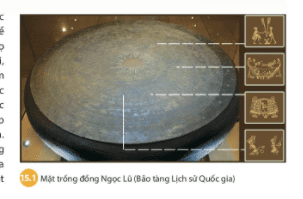 15.1 Mặt trống đồng Ngọc Lũ (Bảo tàng Lịch sử Quốc gia)